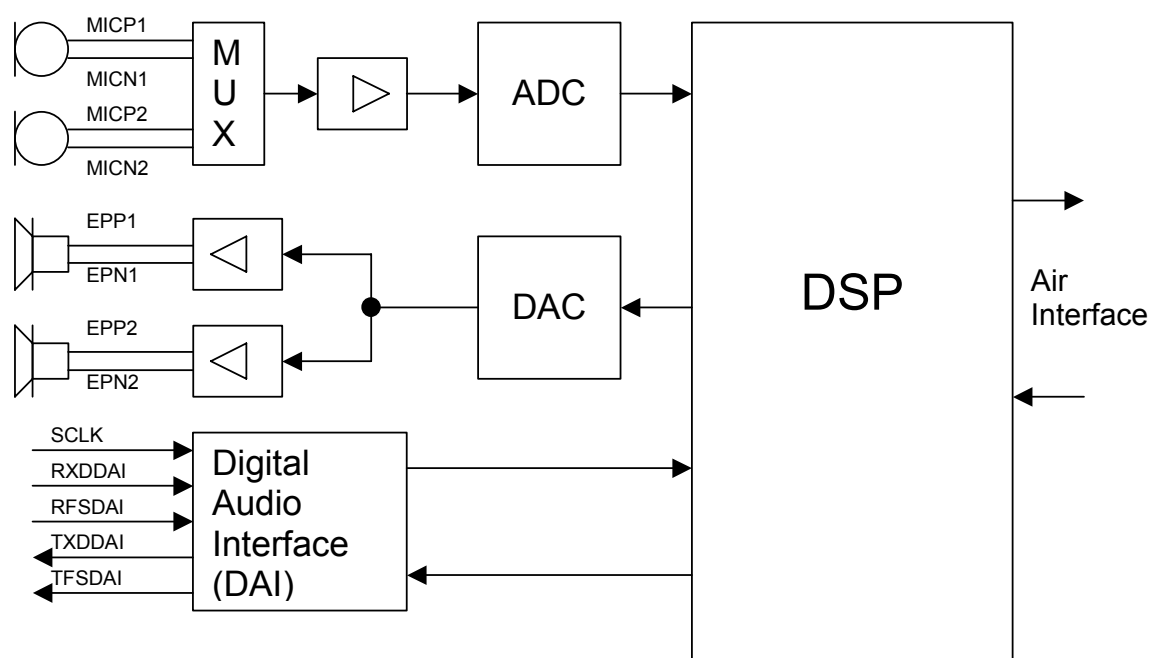 MICP1
MICN1
MICP2
MICN2
M
U
X
ADC
EPP1
EPN1
EPP2
EPN2
DAC
DSP
Air
Interface
SCLK
RXDDAI
RFSDAI
TXDDAI
TFSDAI
Digital
Audio
Interface
(DAI)